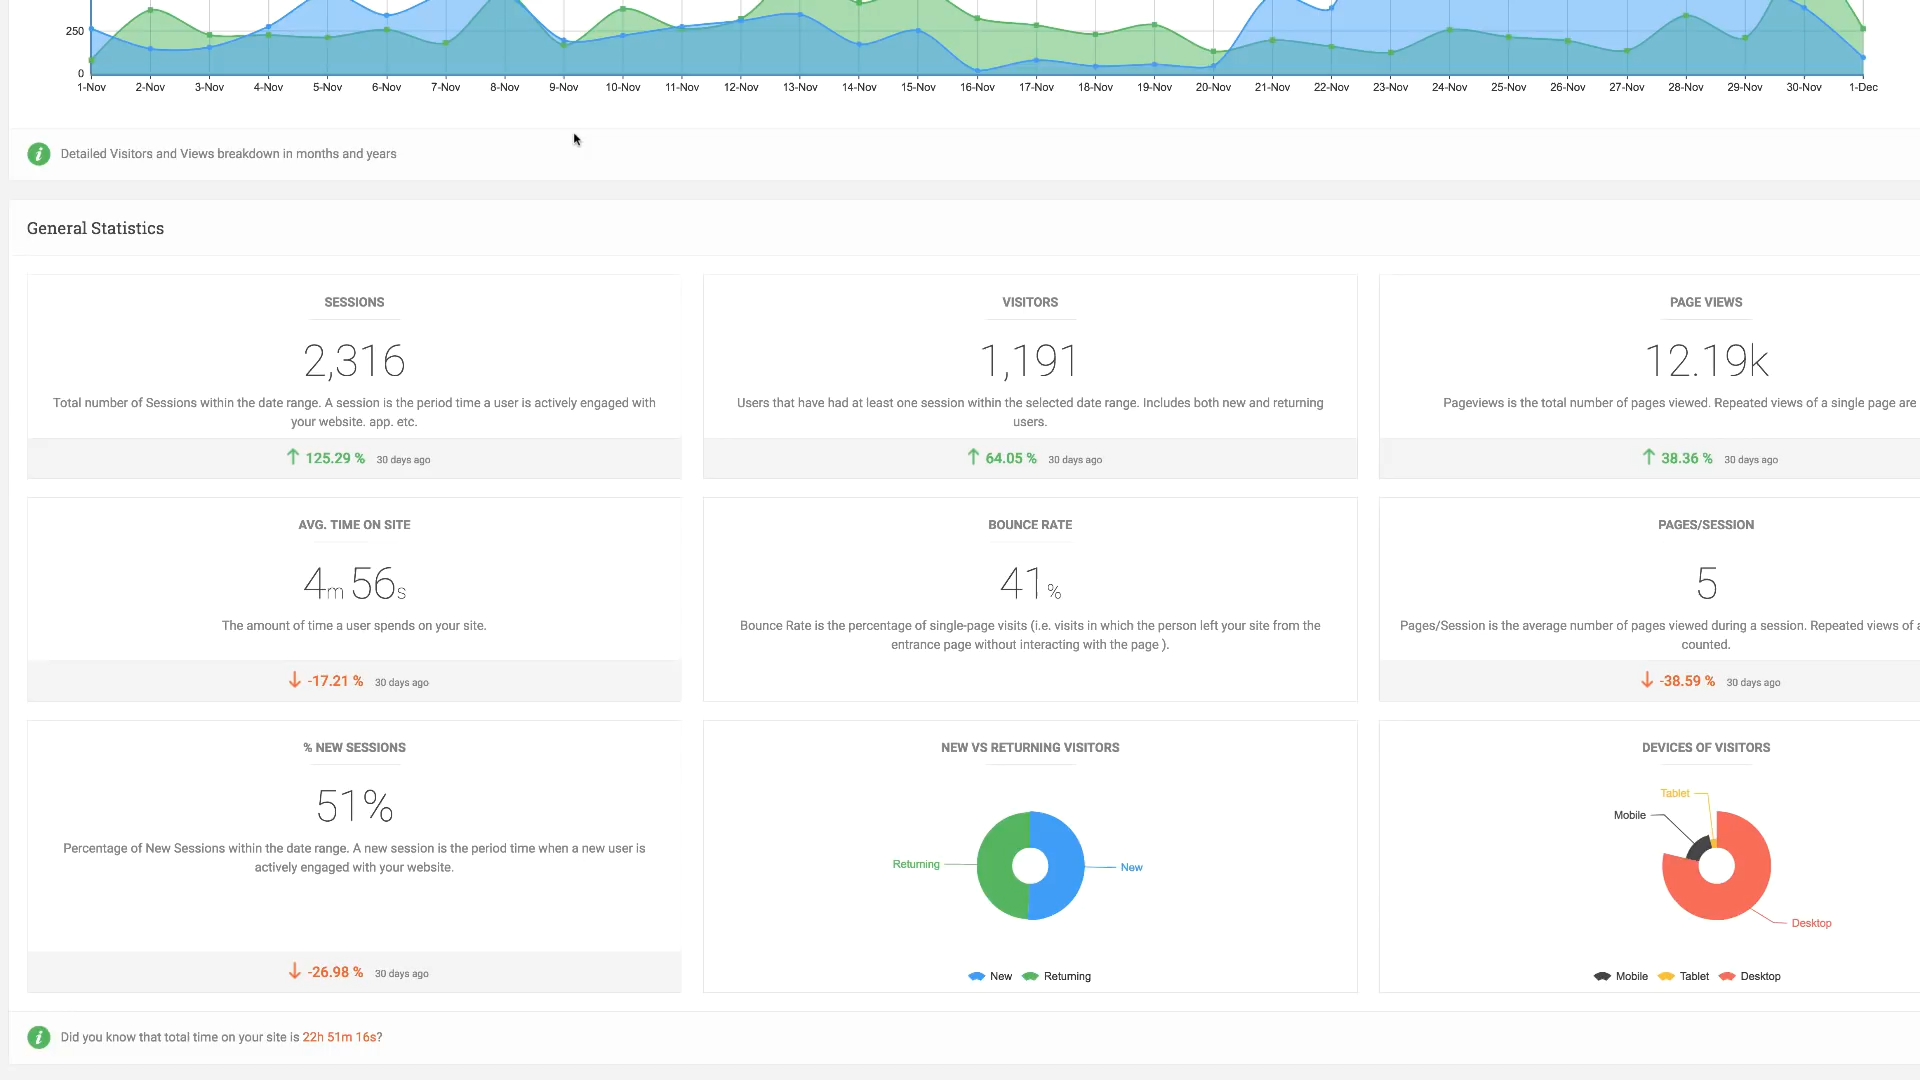 250
0
1-Nov 2-Nov 3-Nov 4-Nov 5-Nov 6-Nov 7-Nov 8-Nov 9-Nov 10-Nov 11-Nov 12-Nov 13-Nov 14-Nov 15-Nov 16-Nov 17-Nov 18-Nov 19-Nov 20-Nov 21-Nov 22-Nov 23-Nov 24-Nov 25-Nov 26-Nov 27-Nov 28-Nov 29-Nov 30-Nov 1-Dec
i Detailed Visitors and Views breakdown in months and years
General Statistics
SESSIONS
2,316
Total number of Sessions within the date range. A session is the period time a user is actively engaged with
your website. app. etc.
↑ 125.29 % 30 days ago
VISITORS
1,191
Users that have had at least one session within the selected date range. Includes both new and returning
users.
↑ 64.05 % 30 days ago
PAGE VIEWS
12.19k
Pageviews is the total number of pages viewed. Repeated views of a single page are
↑ 38.36 % 30 days ago
AVG. TIME ON SITE
4m 56s
The amount of time a user spends on your site.
↓ -17.21 % 30 days ago
BOUNCE RATE
41%
Bounce Rate is the percentage of single-page visits (i.e. visits in which the person left your site from the
entrance page without interacting with the page ).
PAGES/SESSION
5
Pages/Session is the average number of pages viewed during a session. Repeated views of a
counted.
↓ -38.59 % 30 days ago
% NEW SESSIONS
51%
Percentage of New Sessions within the date range. A new session is the period time when a new user is
actively engaged with your website.
↓ -26.98 % 30 days ago
NEW VS RETURNING VISITORS
Returning
New
New Returning
DEVICES OF VISITORS
Tablet
Mobile
Desktop
Mobile Tablet Desktop
i Did you know that total time on your site is 22h 51m 16s?